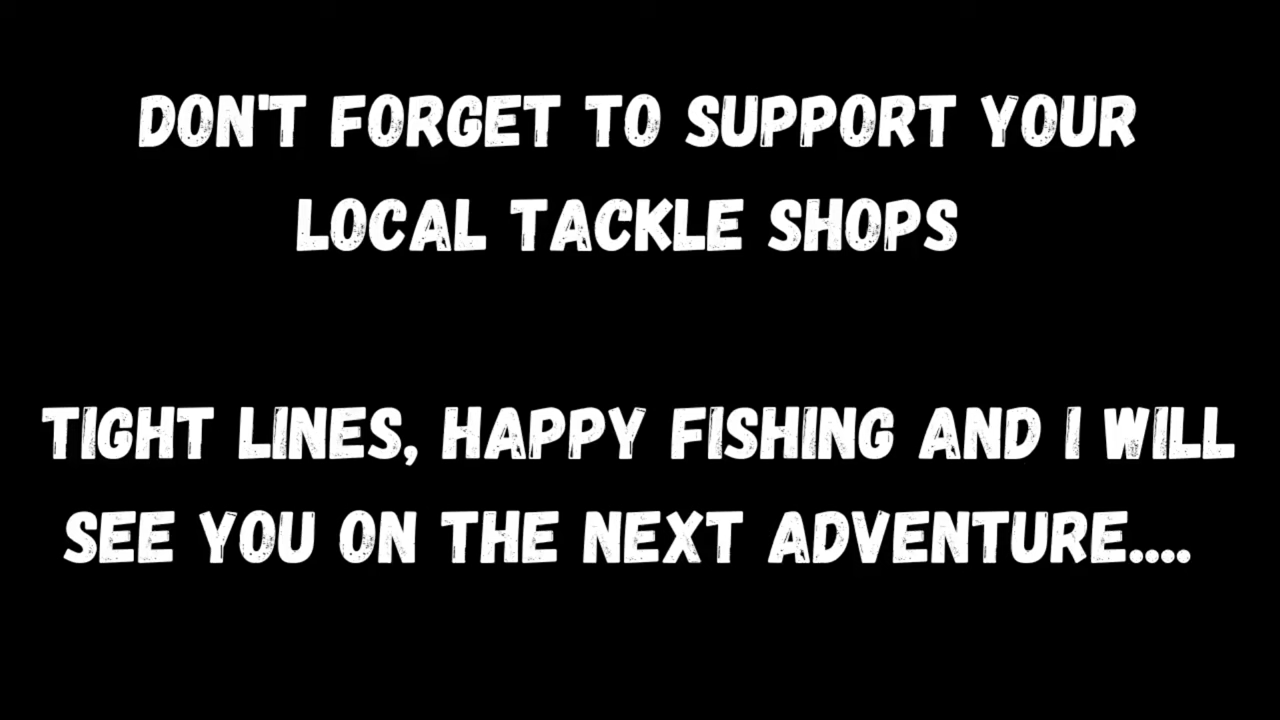 DON'T FORGET TO SUPPORT YOUR
LOCAL TACKLE SHOPS
TIGHT LINES, HAPPY FISHING AND I WILL
SEE YOU ON THE NEXT ADVENTURE....